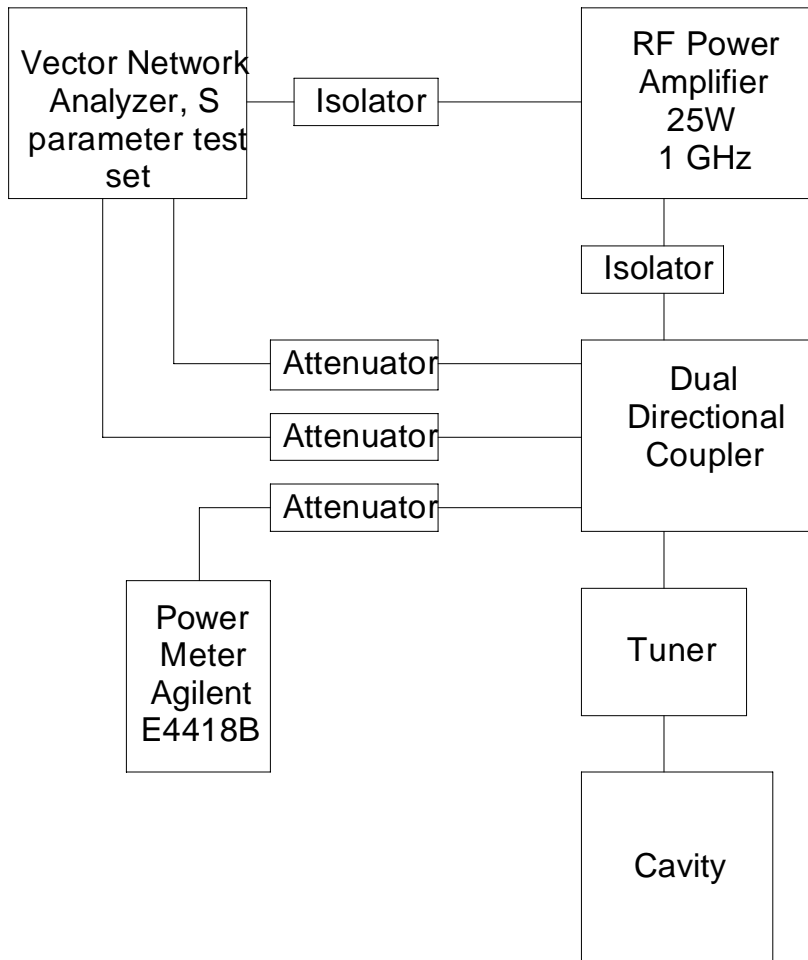 Vector Network
Analyzer, S
parameter test
set
Isolator
RF Power
Amplifier
25W
1 GHz
Isolator
Attenuator
Attenuator
Attenuator
Dual
Directional
Coupler
Power
Meter
Agilent
E4418B
Tuner
Cavity